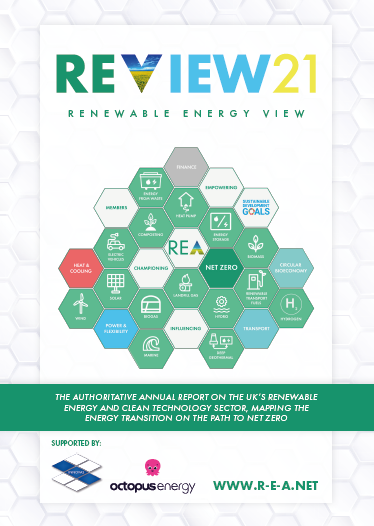 REVIEW21
RENEWABLE ENERGY VIEW
FINANCE
ENERGY
FROM WASTE
EMPOWERING
MEMBERS
HEAT PUMP
SUSTAINABLE
DEVELOPMENT
GOALS
COMPOSTING
ENERGY
STORAGE
ELECTRIC
VEHICLES
REA
BIOMASS
HEAT &
COOLING
CHAMPIONING
NET ZERO
CIRCULAR
BIOECONOMY
SOLAR
LANDFILL GAS
RENEWABLE
TRANSPORT
FUELS
WIND
BIOGAS
HYDRO
H2
HYDROGEN
POWER &
FLEXIBILITY
INFLUENCING
TRANSPORT
MARINE
DEEP
GEOTHERMAL
THE AUTHORITATIVE ANNUAL REPORT ON THE UK'S RENEWABLE
ENERGY AND CLEAN TECHNOLOGY SECTOR, MAPPING THE
ENERGY TRANSITION ON THE PATH TO NET ZERO
SUPPORTED BY:
octopusenergy
WWW.R-E-A.NET